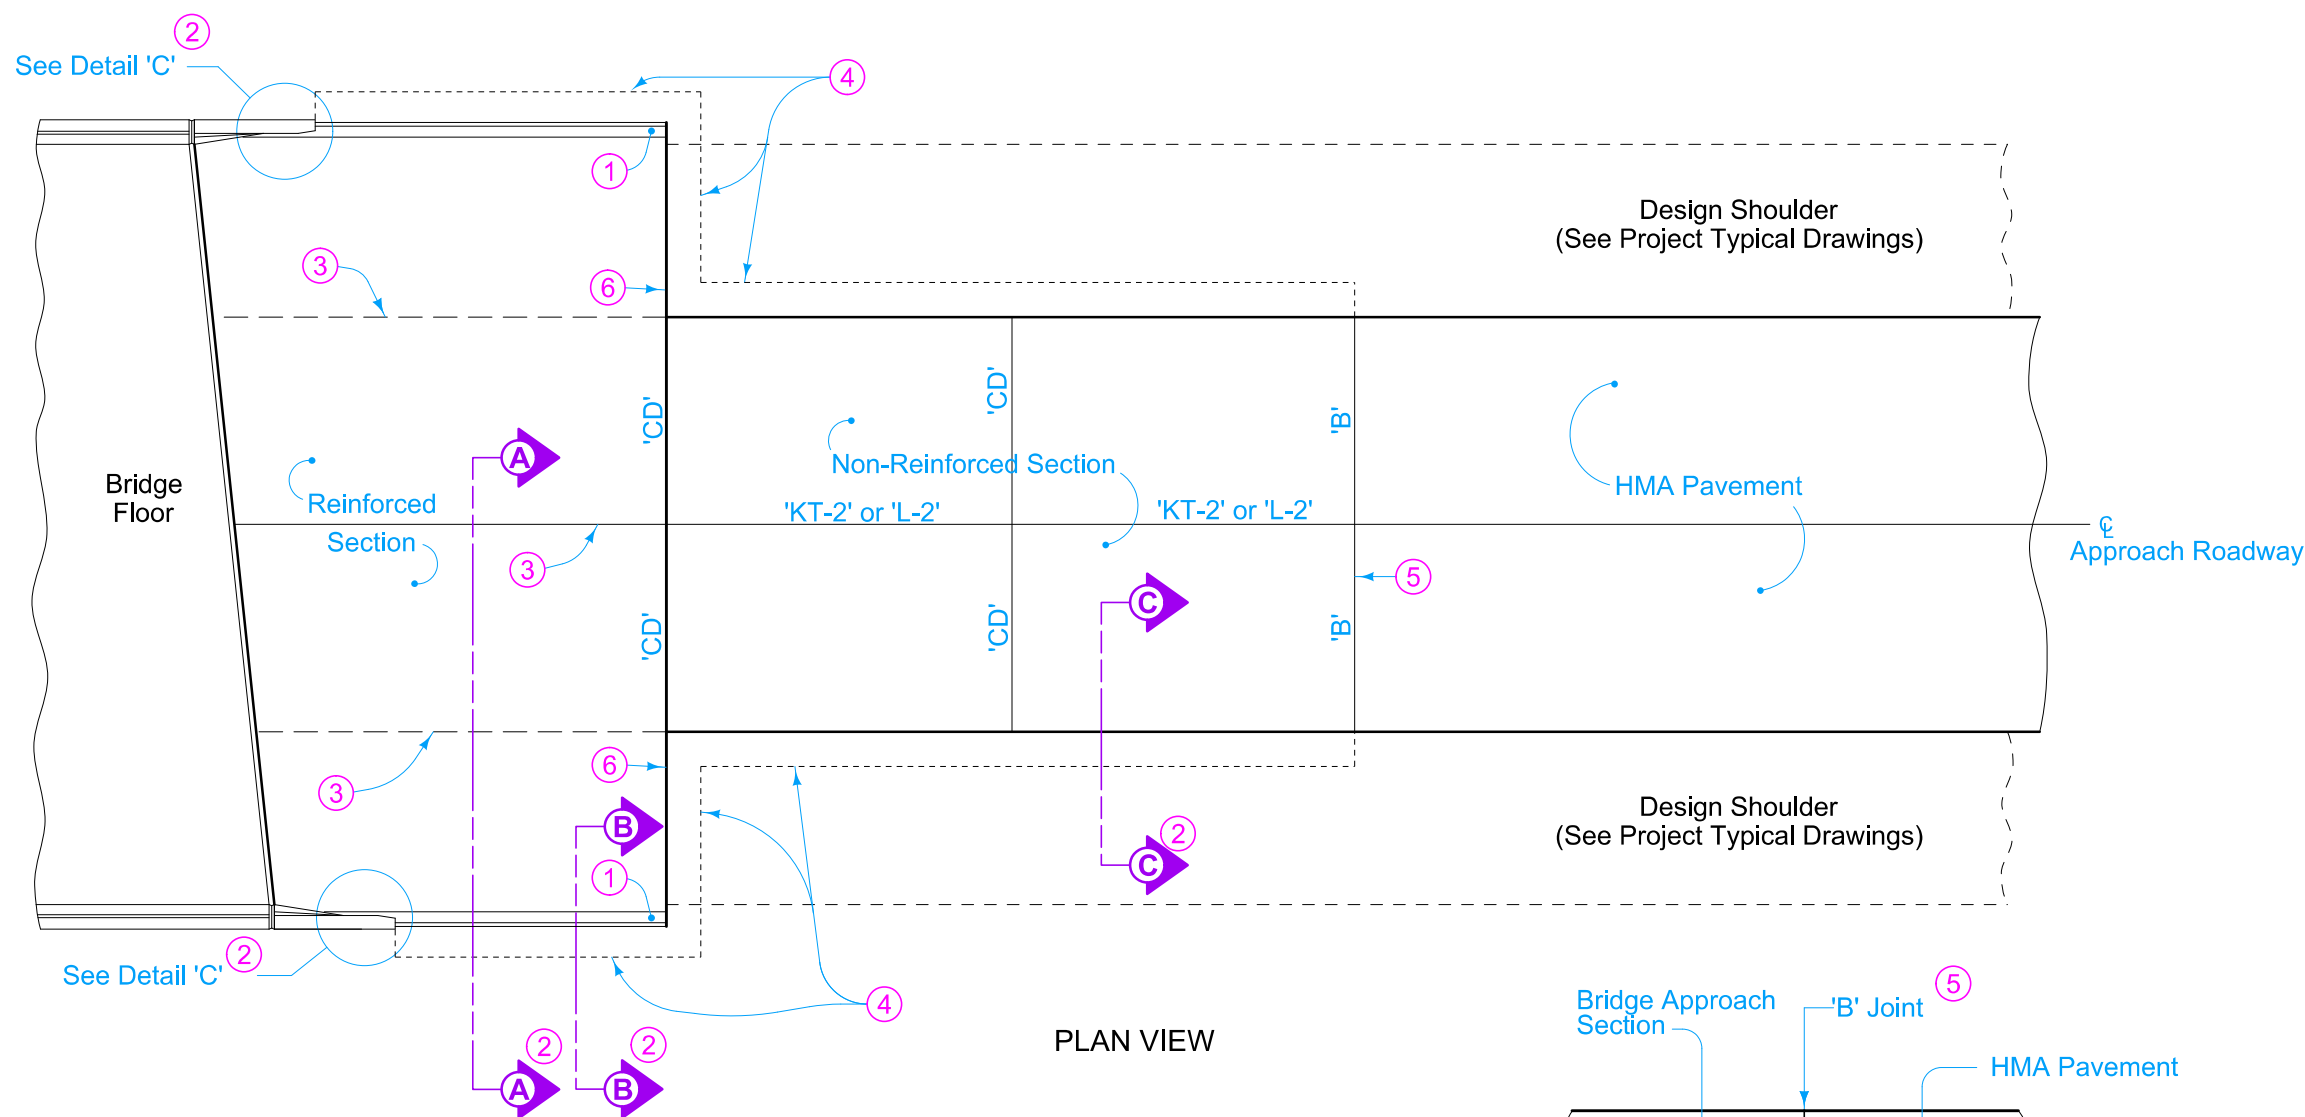 2
See Detail 'C'
4
1
Design Shoulder
(See Project Typical Drawings)
3
6
'CD'
'CD'
'B'
A
Non-Reinforced Section
Bridge
Floor
Reinforced
Section
'KT-2' or 'L-2'
'KT-2' or 'L-2'
HMA Pavement
℄
Approach Roadway
3
5
C
'CD'
'CD'
'B'
6
3
B
Design Shoulder
(See Project Typical Drawings)
2
C
1
2
See Detail 'C'
4
PLAN VIEW
2
A
2
B
Bridge Approach
Section
'B' Joint
5
HMA Pavement